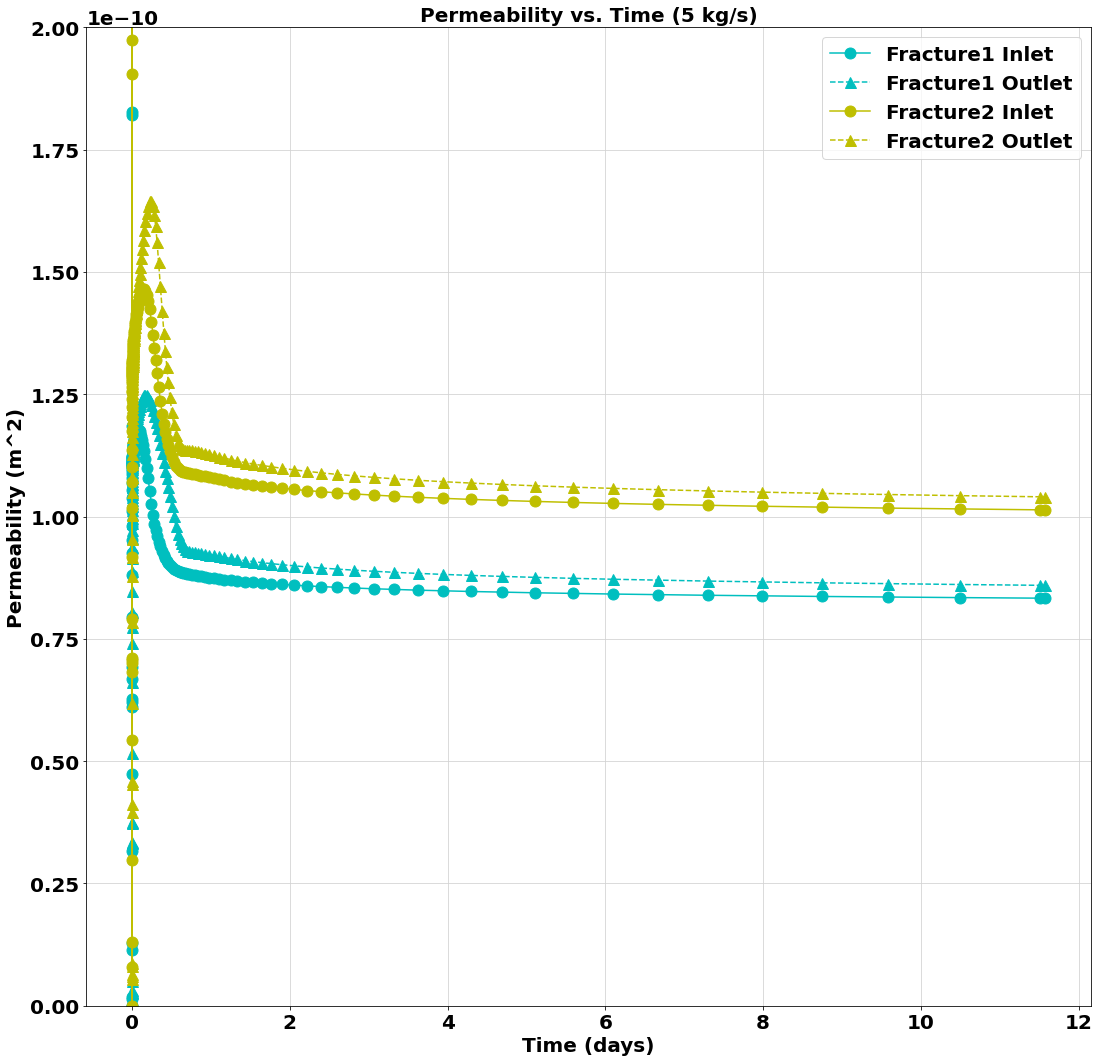 Permeability vs. Time (5 kg/s)
1e−10
2.00
1.75
1.50
1.25
1.00
0.75
0.50
0.25
0.00
Permeability (m^2)
Fracture1 Inlet
Fracture1 Outlet
Fracture2 Inlet
Fracture2 Outlet
0 2 4 6 8 10 12
Time (days)